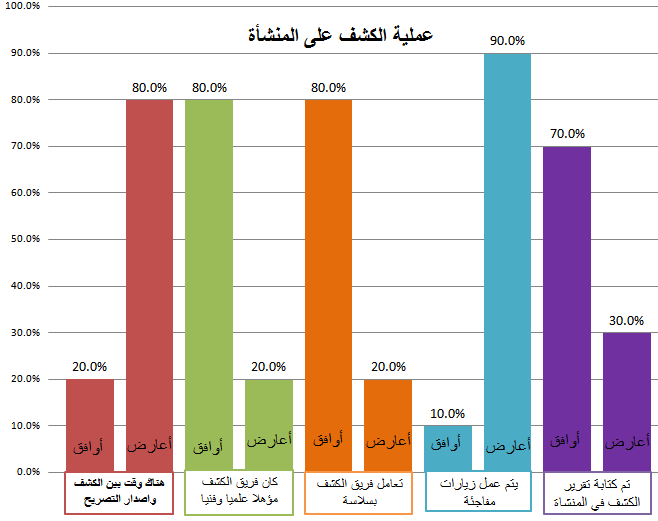 عملية الكشف على المنشأة
100.0%
90.0%
80.0%
70.0%
60.0%
50.0%
40.0%
30.0%
20.0%
10.0%
0.0%
20.0%
80.0%
80.0%
20.0%
80.0%
20.0%
10.0%
90.0%
70.0%
30.0%
أوافق
أعارض
أوافق
أعارض
أوافق
أعارض
أوافق
أعارض
أوافق
أعارض
هناك وقت بين الكشف
واصدار التصريح
كان فريق الكشف
مؤهلا علميا وفنيا
تعامل فريق الكشف
بسلاسة
يتم عمل زيارات
مفاجئة
تم كتابة تقرير
الكشف في المنشاة